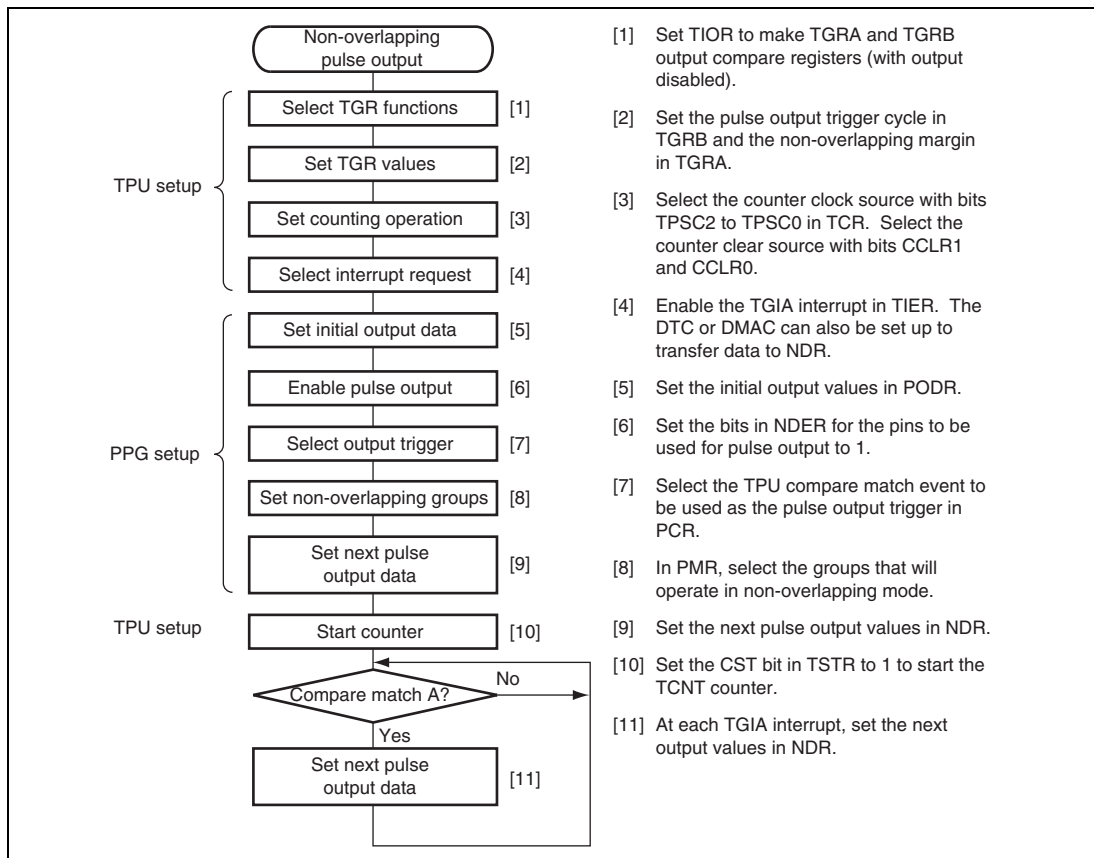 Non-overlapping
pulse output
TPU setup
Select TGR functions [1]
Set TGR values [2]
Set counting operation [3]
Select interrupt request [4]
PPG setup
Set initial output data [5]
Enable pulse output [6]
Select output trigger [7]
Set non-overlapping groups [8]
Set next pulse
output data [9]
TPU setup
Start counter [10]
Compare match A?
No
Yes
Set next pulse
output data [11]
[1] Set TIOR to make TGRA and TGRB
output compare registers (with output
disabled).
[2] Set the pulse output trigger cycle in
TGRB and the non-overlapping margin
in TGRA.
[3] Select the counter clock source with bits
TPSC2 to TPSC0 in TCR. Select the
counter clear source with bits CCLR1
and CCLR0.
[4] Enable the TGIA interrupt in TIER. The
DTC or DMAC can also be set up to
transfer data to NDR.
[5] Set the initial output values in PODR.
[6] Set the bits in NDER for the pins to be
used for pulse output to 1.
[7] Select the TPU compare match event to
be used as the pulse output trigger in
PCR.
[8] In PMR, select the groups that will
operate in non-overlapping mode.
[9] Set the next pulse output values in NDR.
[10] Set the CST bit in TSTR to 1 to start the
TCNT counter.
[11] At each TGIA interrupt, set the next
output values in NDR.